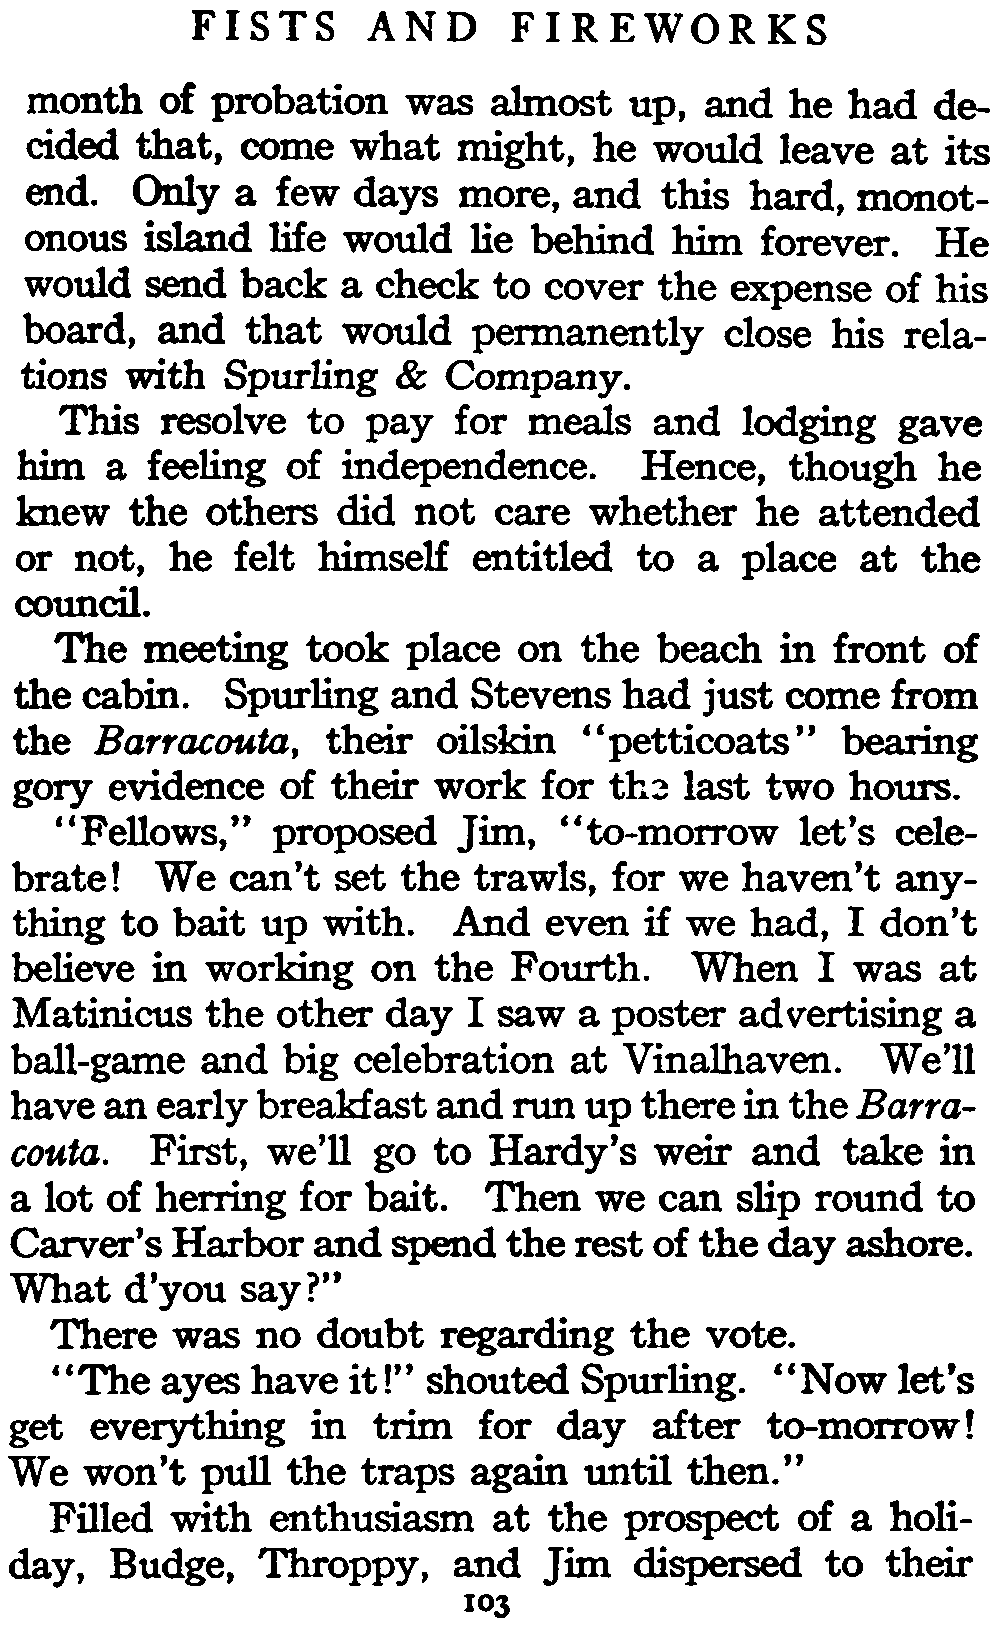 FISTS AND FIREWORKS
month of probation was almost up, and he had de-
cided that, come what might, he would leave at its
end. Only a few days more, and this hard, monot-
onous island life would lie behind him forever. He
would send back a check to cover the expense of his
board, and that would permanently close his rela-
tions with Spurling & Company.
This resolve to pay for meals and lodging gave
him a feeling of independence. Hence, though he
knew the others did not care whether he attended
or not, he felt himself entitled to a place at the
council.
The meeting took place on the beach in front of
the cabin. Spurling and Stevens had just come from
the Barracouta, their oilskin "petticoats" bearing
gory evidence of their work for the last two hours.
"Fellows," proposed Jim, "to-morrow let's cele-
brate! We can't set the trawls, for we haven't any-
thing to bait up with. And even if we had, I don't
believe in working on the Fourth. When I was at
Matinicus the other day I saw a poster advertising a
ball-game and big celebration at Vinalhaven. We'll
have an early breakfast and run up there in the Barra-
couta. First, we'll go to Hardy's weir and take in
a lot of herring for bait. Then we can slip round to
Carver's Harbor and spend the rest of the day ashore.
What d'you say?"
There was no doubt regarding the vote.
"The ayes have it!" shouted Spurling. "Now let's
get everything in trim for day after to-morrow!
We won't pull the traps again until then."
Filled with enthusiasm at the prospect of a holi-
day, Budge, Throppy, and Jim dispersed to their
103